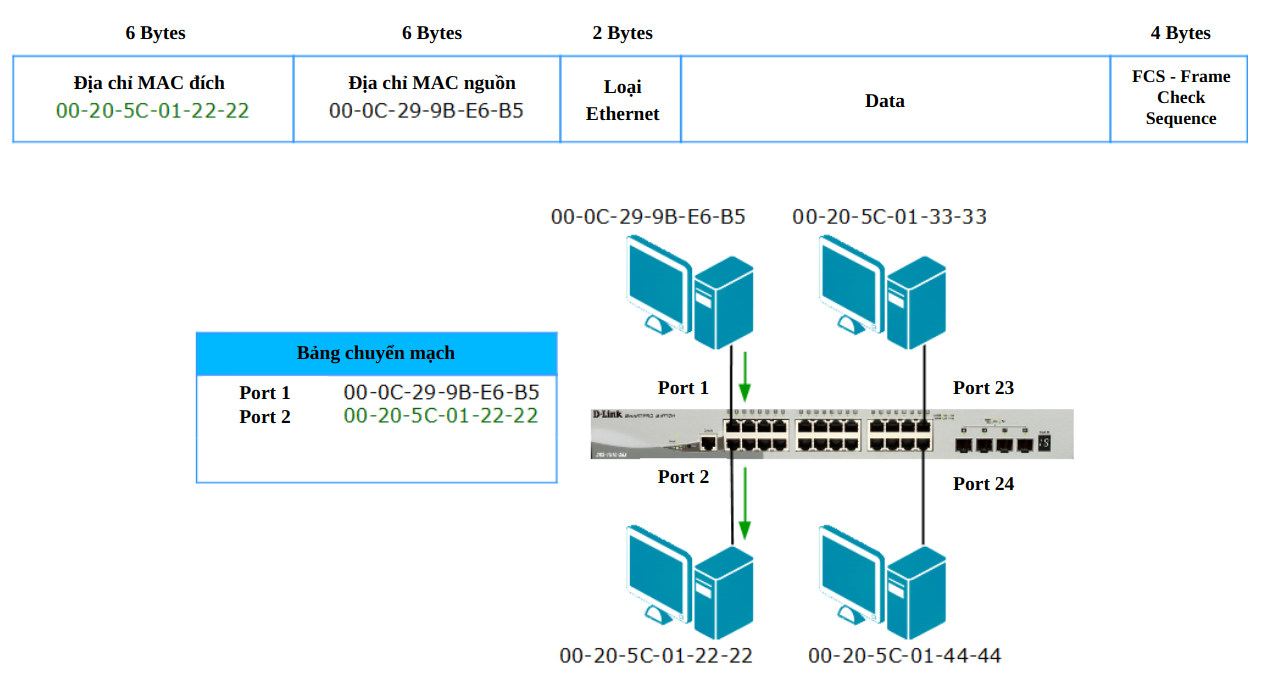 6 Bytes
6 Bytes
2 Bytes
4 Bytes
Địa chỉ MAC đích
00-20-5C-01-22-22
Địa chỉ MAC nguồn
00-0C-29-9B-E6-B5
Loại
Ethernet
Data
FCS - Frame
Check
Sequence
00-0C-29-9B-E6-B5
00-20-5C-01-33-33
Bảng chuyển mạch
Port 1
00-0C-29-9B-E6-B5
Port 2
00-20-5C-01-22-22
Port 1
Port 23
D-Link
Port 2
Port 24
00-20-5C-01-22-22
00-20-5C-01-44-44